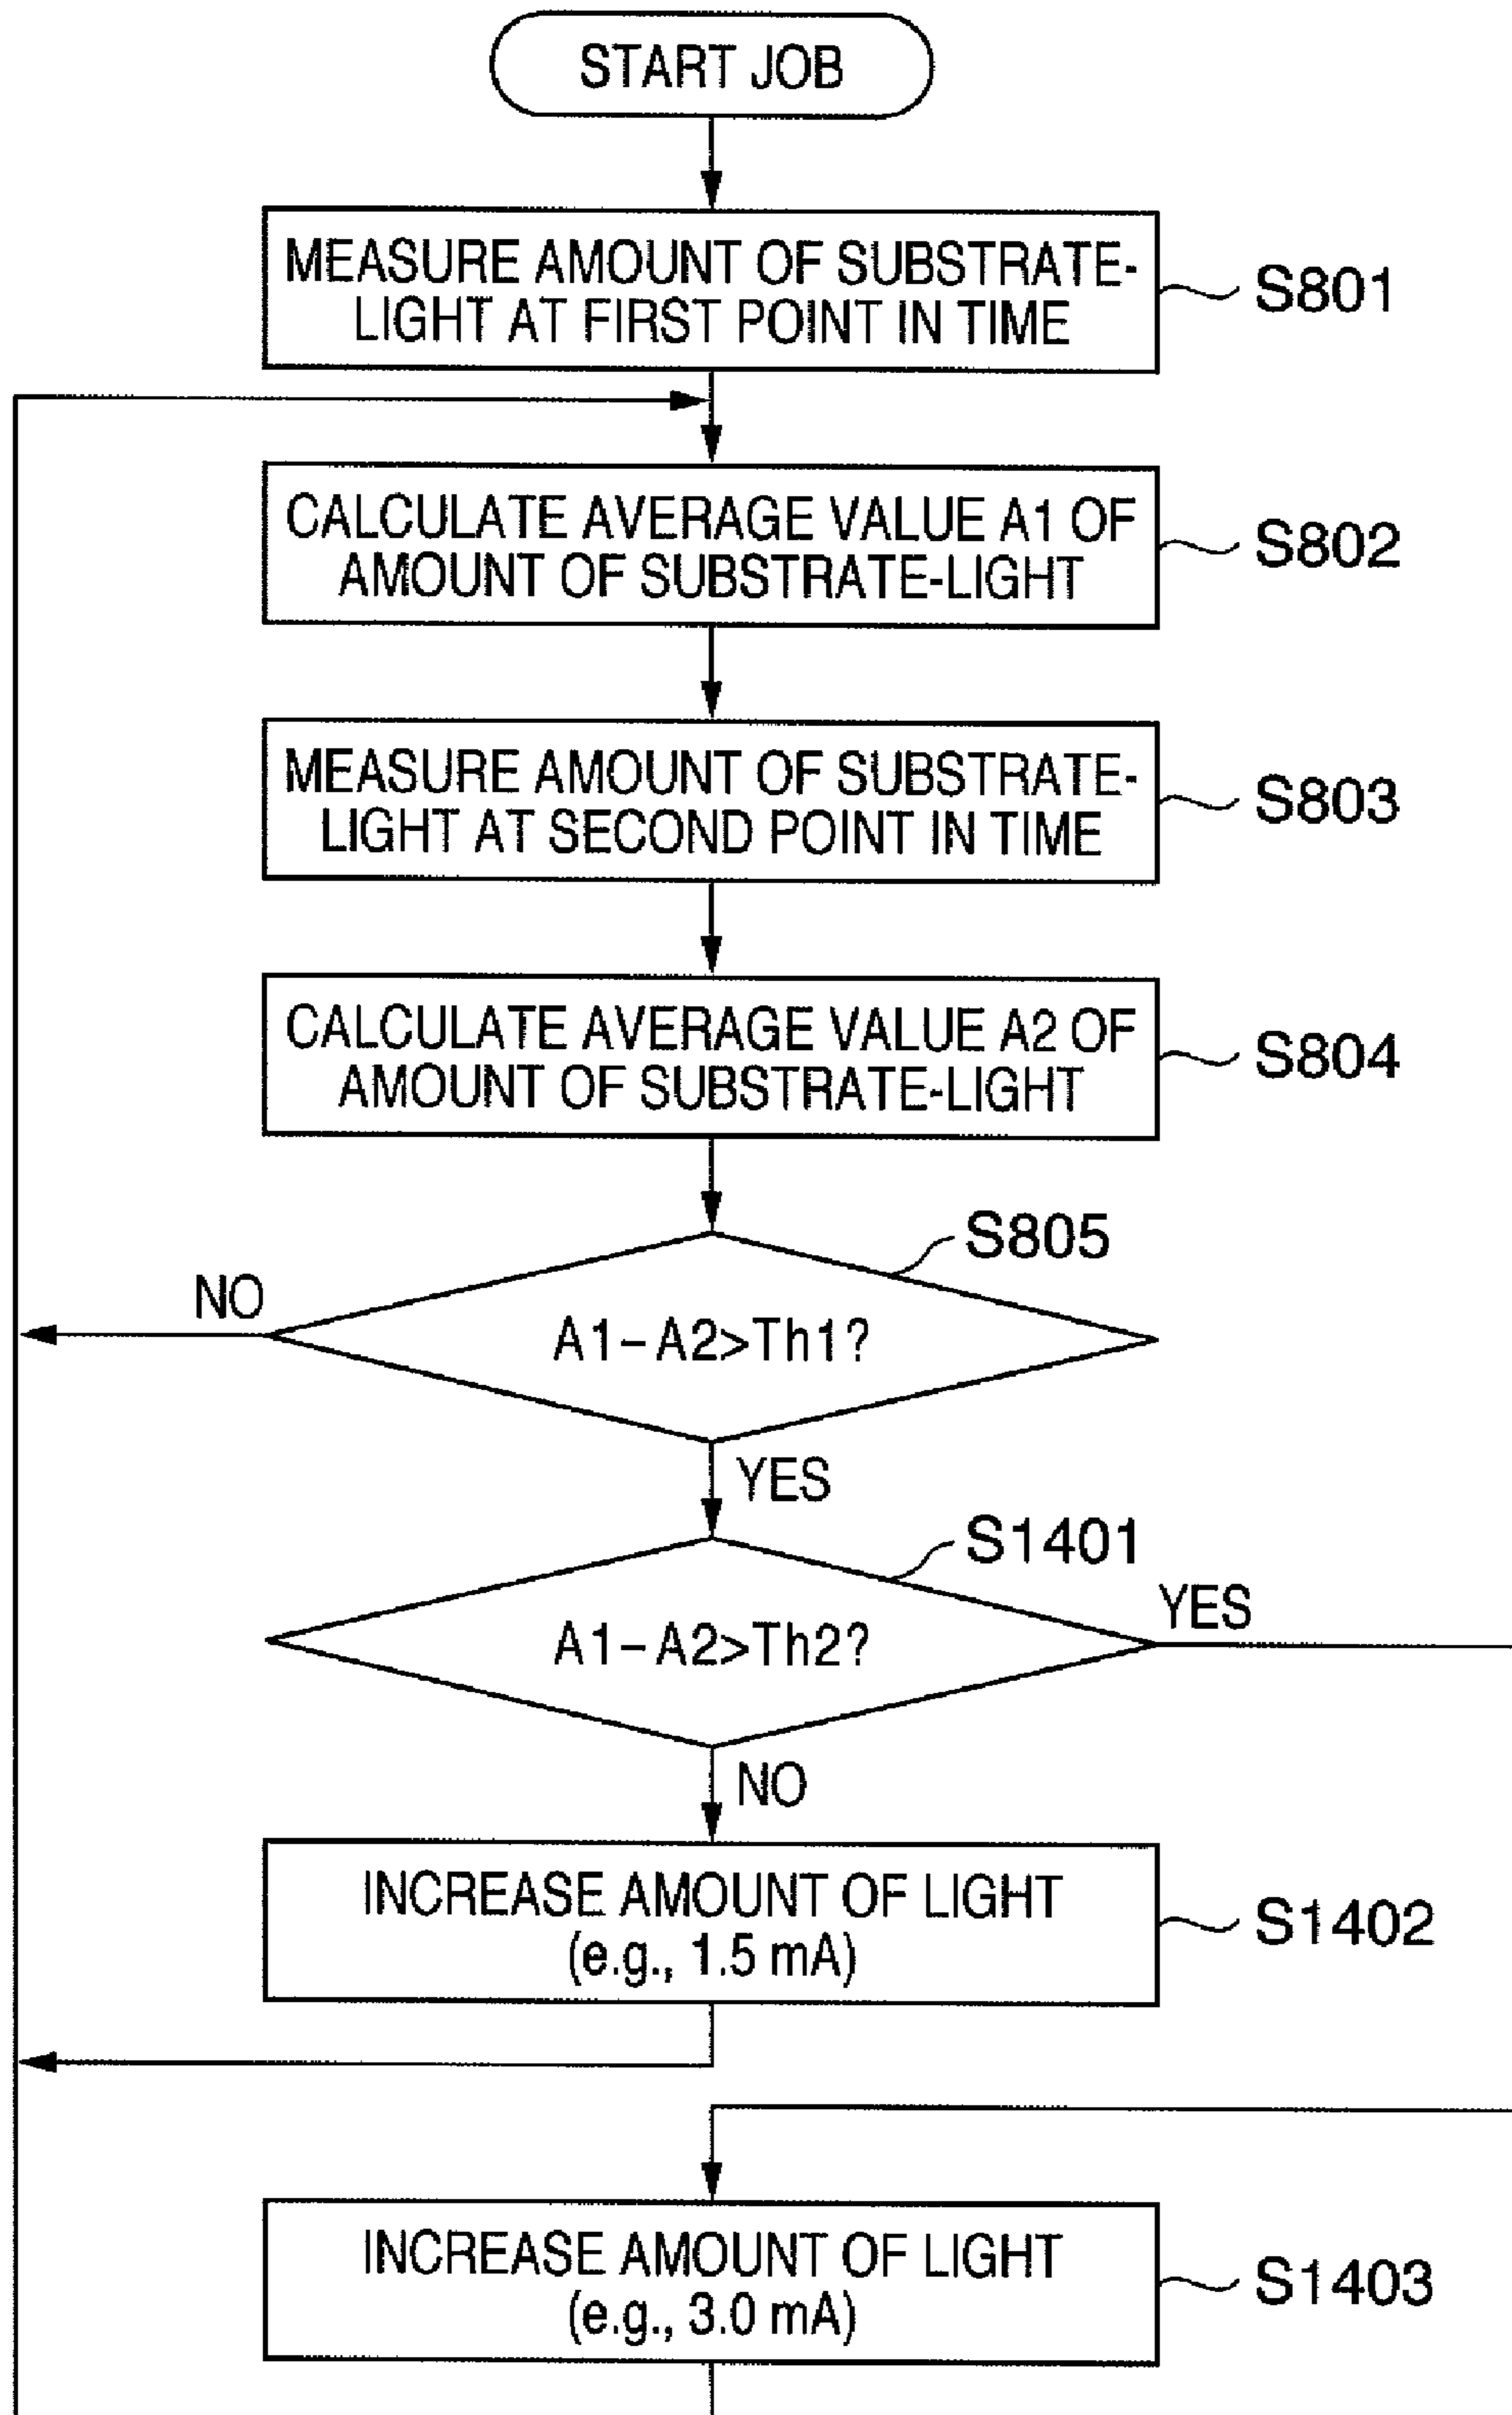 START JOB
MEASURE AMOUNT OF SUBSTRATE-
LIGHT AT FIRST POINT IN TIME
S801
CALCULATE AVERAGE VALUE A1 OF
AMOUNT OF SUBSTRATE-LIGHT
S802
MEASURE AMOUNT OF SUBSTRATE-
LIGHT AT SECOND POINT IN TIME
S803
CALCULATE AVERAGE VALUE A2 OF
AMOUNT OF SUBSTRATE-LIGHT
S804
S805
NO
A1–A2>Th1?
YES
S1401
YES
A1–A2>Th2?
NO
INCREASE AMOUNT OF LIGHT
(e.g., 1.5 mA)
S1402
INCREASE AMOUNT OF LIGHT
(e.g., 3.0 mA)
S1403